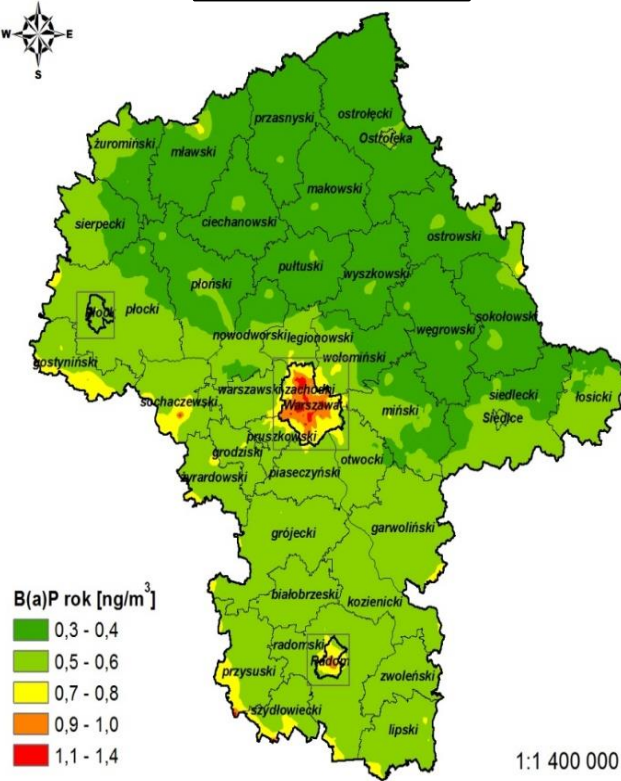 N
W E
S
ostrołęcki
przasnyski
Ostrołęka
żuromiński
mławski
makowski
ciechanowski
sierpecki
ostrowski
pułtuski
wyszkowski
płoński
sokołowski
Płock
płocki
węgrowski
nowodworski
legionowski
wołomiński
gostyniński
siedlecki
łosicki
warszawski zachodni
sochaczewski
Warszawa
miński
Siedlce
pruszkowski
grodziski
otwocki
piaseczyński
żyrardowski
garwoliński
grójecki
B(a)P rok [ng/m³]
białobrzeski
kozienicki
0,3 - 0,4
radomski
0,5 - 0,6
Radom
przysuski
zwoleński
0,7 - 0,8
szydłowiecki
0,9 - 1,0
lipski
1,1 - 1,4
1:1 400 000